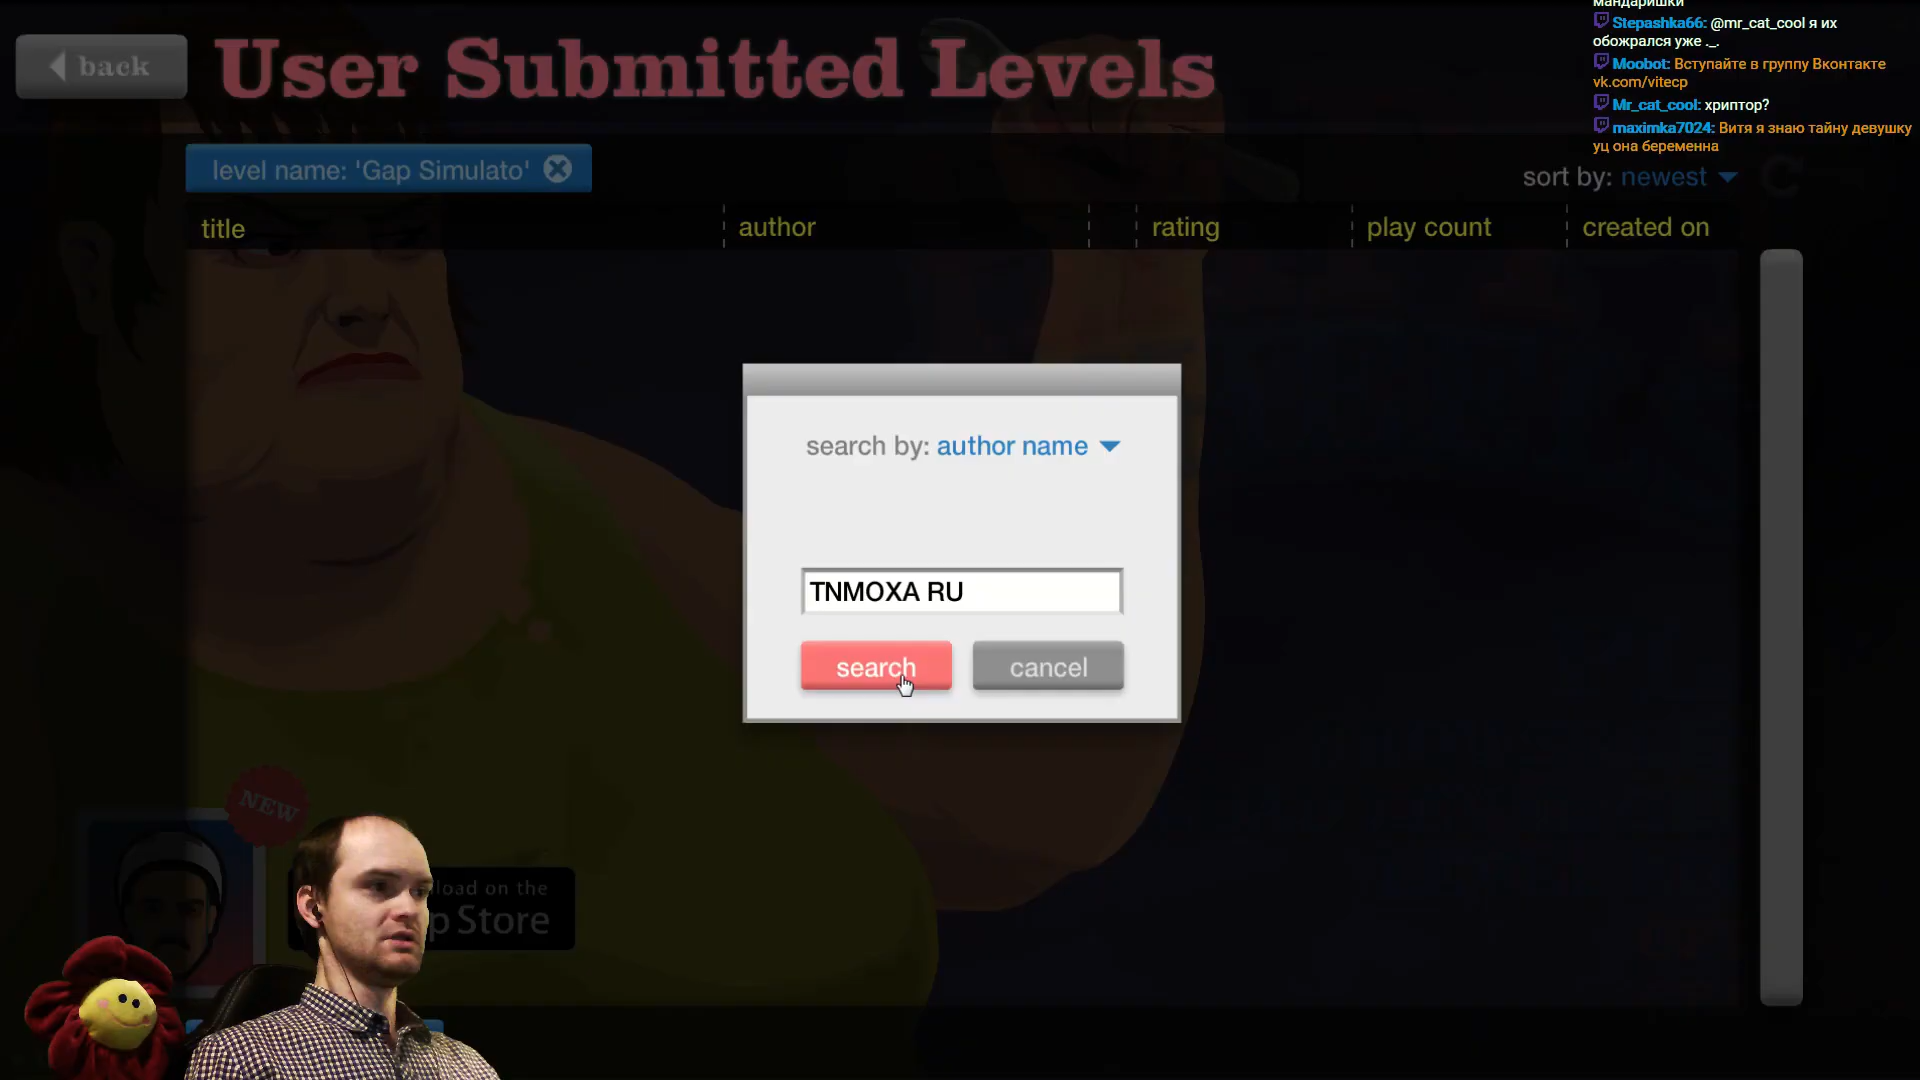 мандаришки
Stepashka66: @mr_cat_cool я их
обожрался уже ._.
Moobot: Вступайте в группу Вконтакте
vk.com/vitecp
Mr_cat_cool: хриптор?
maximka7024: Витя я знаю тайну девушку
уц она беременна
back
User Submitted Levels
level name: 'Gap Simulato'
sort by: newest
title
author
rating
play count
created on
search by: author name
TNMOXA RU
search
cancel
NEW
load on the
p Store